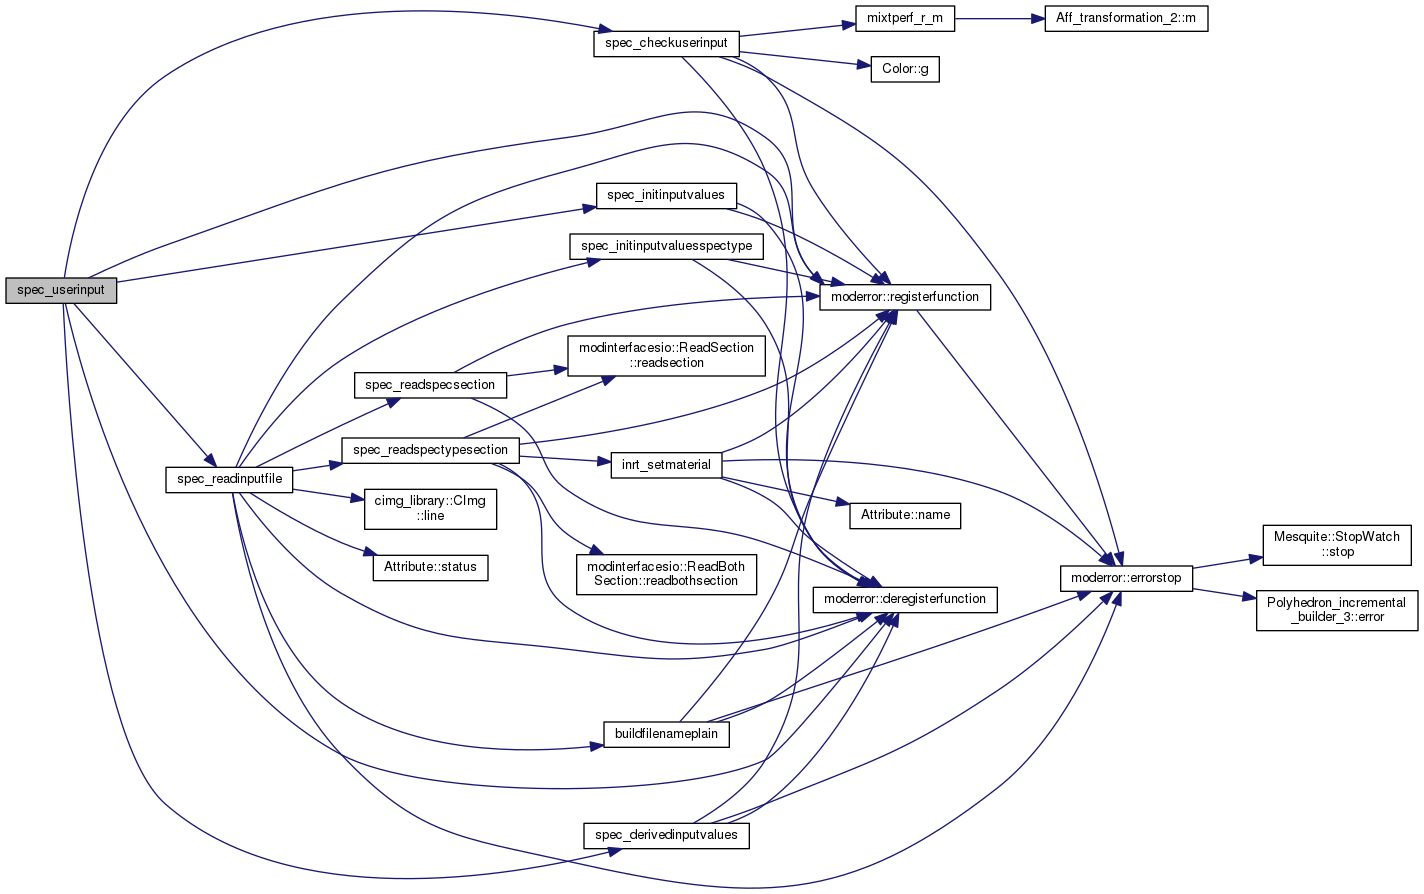 mixtperf_r_m
Aff_transformation_2::m
spec_checkuserinput
Color::g
spec_initinputvalues
spec_initinputvaluesspectype
spec_userinput
moderror::registerfunction
modinterfacesio::ReadSection
::readsection
spec_readspecsection
spec_readspectypesection
inrt_setmaterial
spec_readinputfile
cimg_library::CImg
::line
Attribute::name
Mesquite::StopWatch
::stop
Attribute::status
modinterfacesio::ReadBoth
Section::readbothsection
moderror::errorstop
moderror::deregisterfunction
Polyhedron_incremental
_builder_3::error
buildfilenameplain
spec_derivedinputvalues